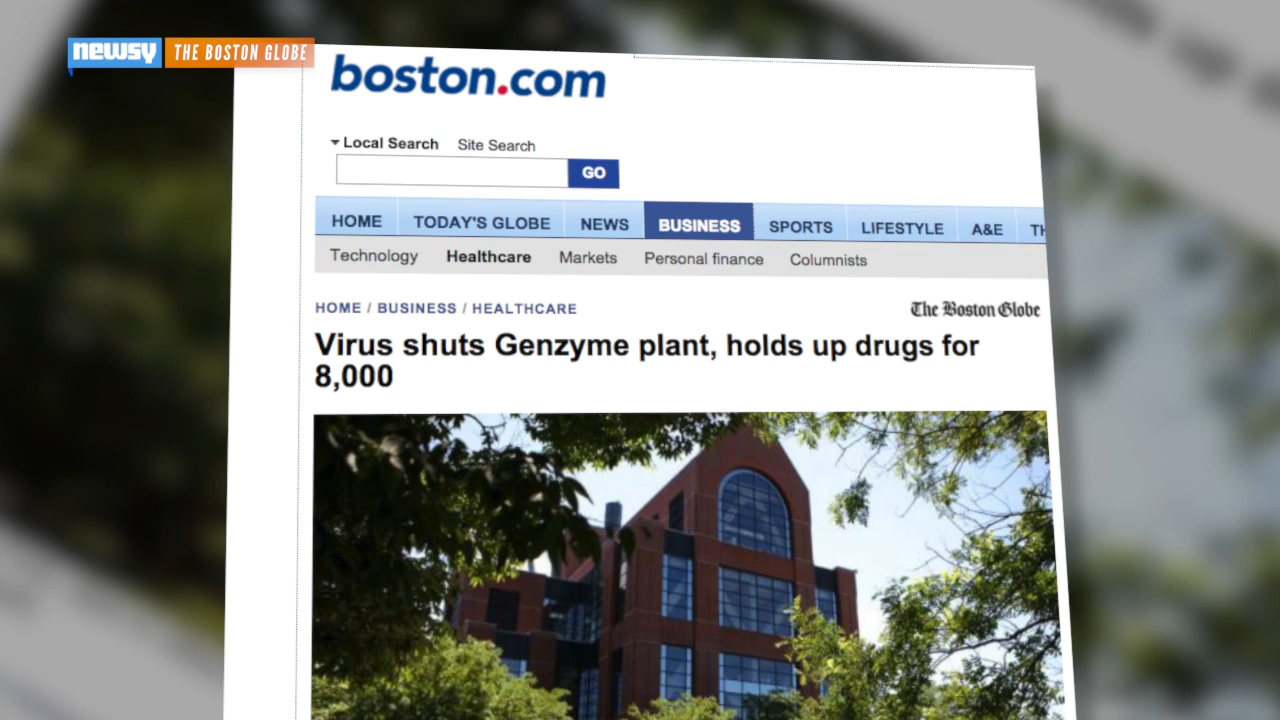 newsy THE BOSTON GLOBE
boston.com
Local Search Site Search
GO
HOME TODAY'S GLOBE NEWS BUSINESS SPORTS LIFESTYLE A&E TH
Technology Healthcare Markets Personal finance Columnists
HOME / BUSINESS / HEALTHCARE The Boston Globe
Virus shuts Genzyme plant, holds up drugs for
8,000